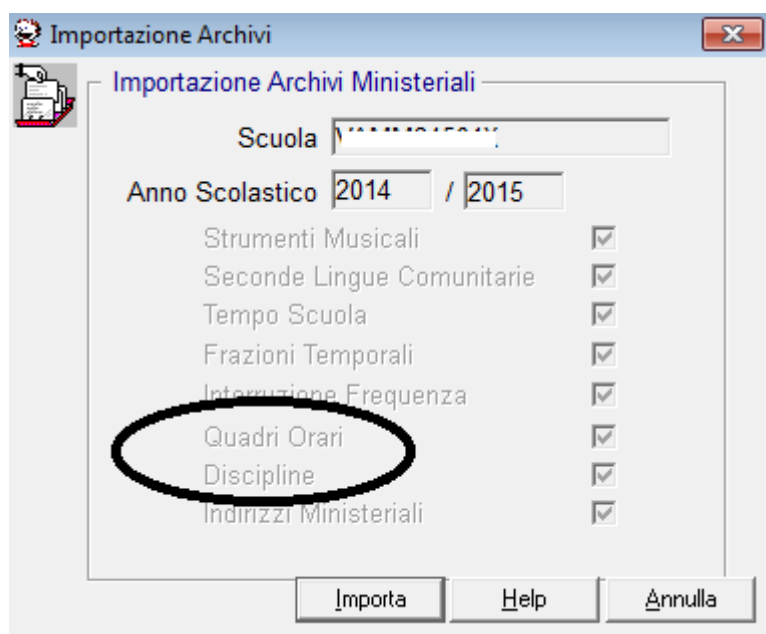 Importazione Archivi
Importazione Archivi Ministeriali
Scuola
Anno Scolastico 2014 / 2015
Strumenti Musicali
Seconde Lingue Comunitarie
Tempo Scuola
Frazioni Temporali
Interruzione Frequenza
Quadri Orari
Discipline
Indirizzi Ministeriali
Importa Help Annulla